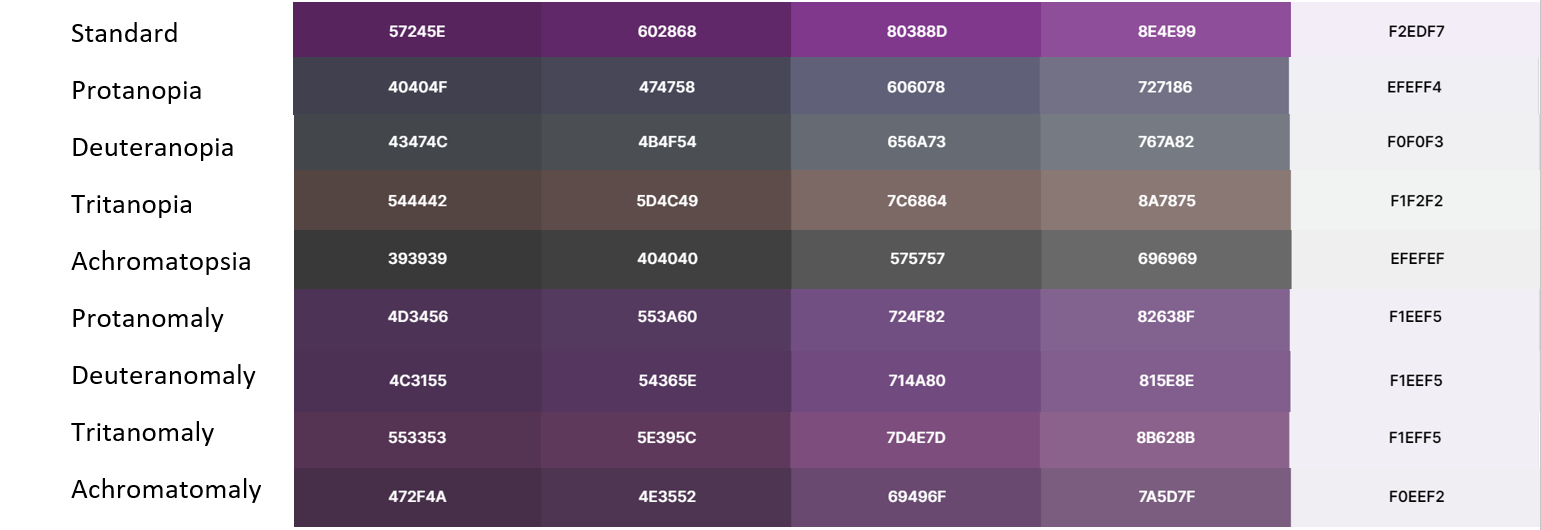 Standard 57245E 602868 80388D 8E4E99 F2EDF7
Protanopia 40404F 474758 606078 727186 EFEFF4
Deuteranopia 43474C 4B4F54 656A73 767A82 F0F0F3
Tritanopia 544442 5D4C49 7C6864 8A7875 F1F2F2
Achromatopsia 393939 404040 575757 696969 EFEFEF
Protanomaly 4D3456 553A60 724F82 82638F F1EEF5
Deuteranomaly 4C3155 54365E 714A80 815E8E F1EEF5
Tritanomaly 553353 5E395C 7D4E7D 8B628B F1EFF5
Achromatomaly 472F4A 4E3552 69496F 7A5D7F F0EEF2